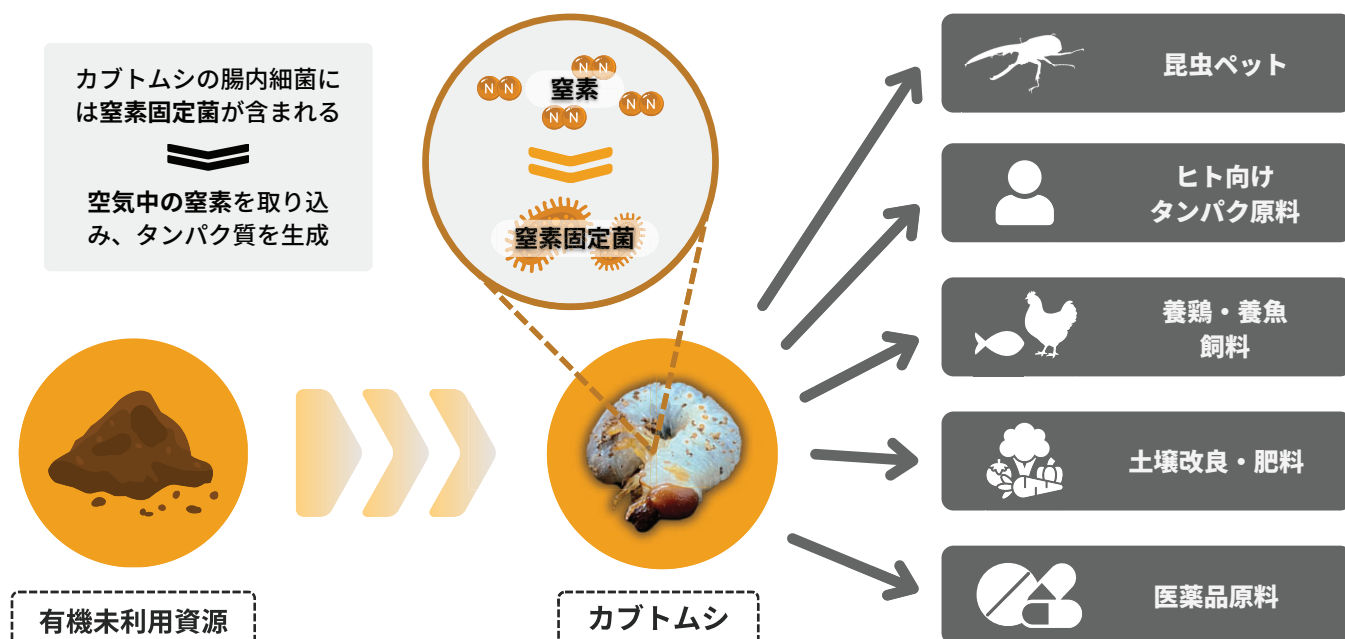 カブトムシの腸内細菌に
は窒素固定菌が含まれる
空気中の窒素を取り込
み、タンパク質を生成
N N
N N
窒素
N N
N N
窒素固定菌
有機未利用資源
カブトムシ
昆虫ペット
ヒト向け
タンパク原料
養鶏・養魚
飼料
土壌改良・肥料
医薬品原料